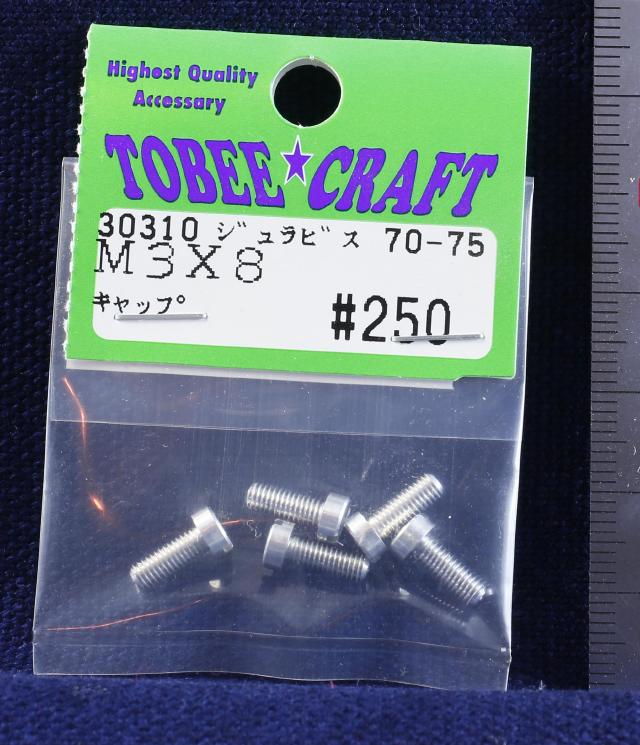 Highest Quality
Accessary
TOBEE★CRAFT
30310 ジュラビス 70-75
M3X8
キャップ
#250